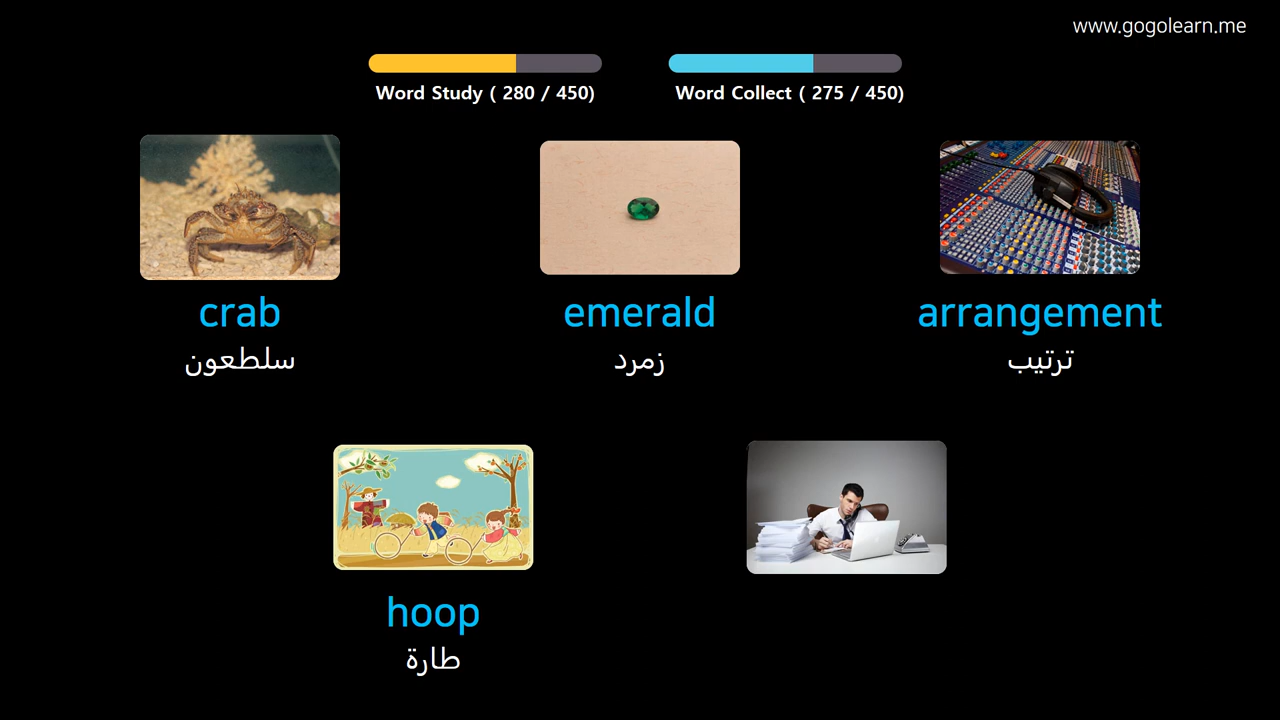 www.gogolearn.me
Word Study ( 280 / 450)
Word Collect ( 275 / 450)
crab
سلطعون
emerald
زمرد
arrangement
ترتيب
hoop
طارة